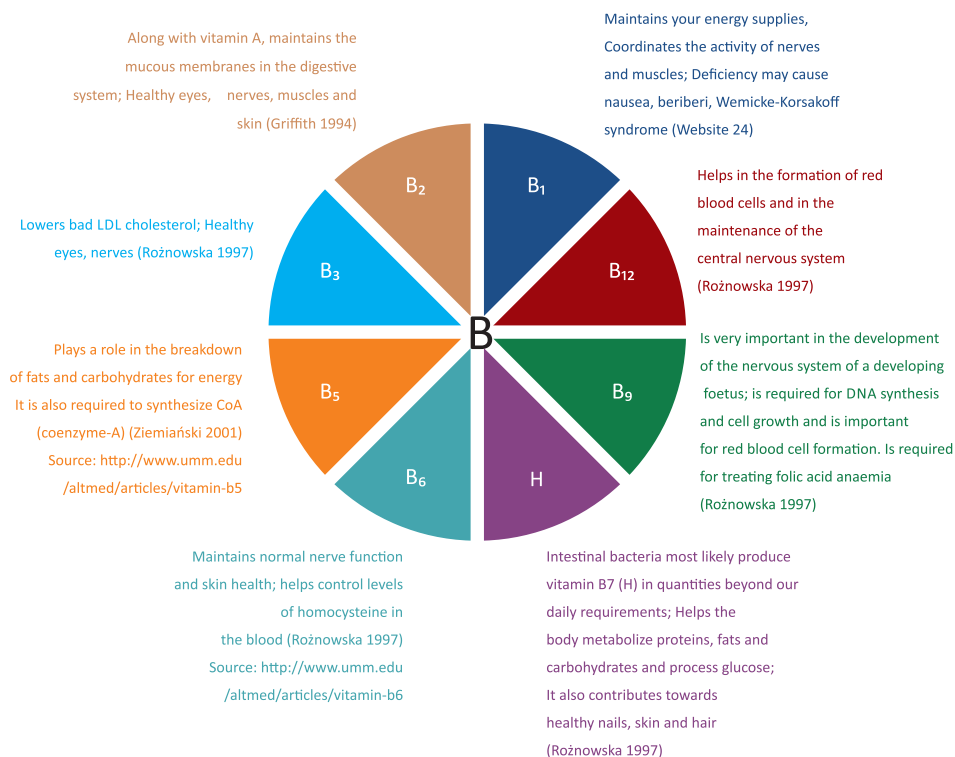 Maintains your energy supplies,
Coordinates the activity of nerves
and muscles; Deficiency may cause
nausea, beriberi, Wemicke-Korsakoff
syndrome (Website 24)
Along with vitamin A, maintains the
mucous membranes in the digestive
system; Healthy eyes, nerves, muscles and
skin (Griffith 1994)
B₂
B₁
Helps in the formation of red
blood cells and in the
maintenance of the
central nervous system
(Rożnowska 1997)
Lowers bad LDL cholesterol; Healthy
eyes, nerves (Rożnowska 1997)
B₃
B₁₂
B
Is very important in the development
of the nervous system of a developing
foetus; is required for DNA synthesis
and cell growth and is important
for red blood cell formation. Is required
for treating folic acid anaemia
(Rożnowska 1997)
Plays a role in the breakdown
of fats and carbohydrates for energy
It is also required to synthesize CoA
(coenzyme-A) (Ziemiański 2001)
Source: http://www.umm.edu
/altmed/articles/vitamin-b5
B₅
B₉
B₆
H
Maintains normal nerve function
and skin health; helps control levels
of homocysteine in
the blood (Rożnowska 1997)
Source: http://www.umm.edu
/altmed/articles/vitamin-b6
Intestinal bacteria most likely produce
vitamin B7 (H) in quantities beyond our
daily requirements; Helps the
body metabolize proteins, fats and
carbohydrates and process glucose;
It also contributes towards
healthy nails, skin and hair
(Rożnowska 1997)